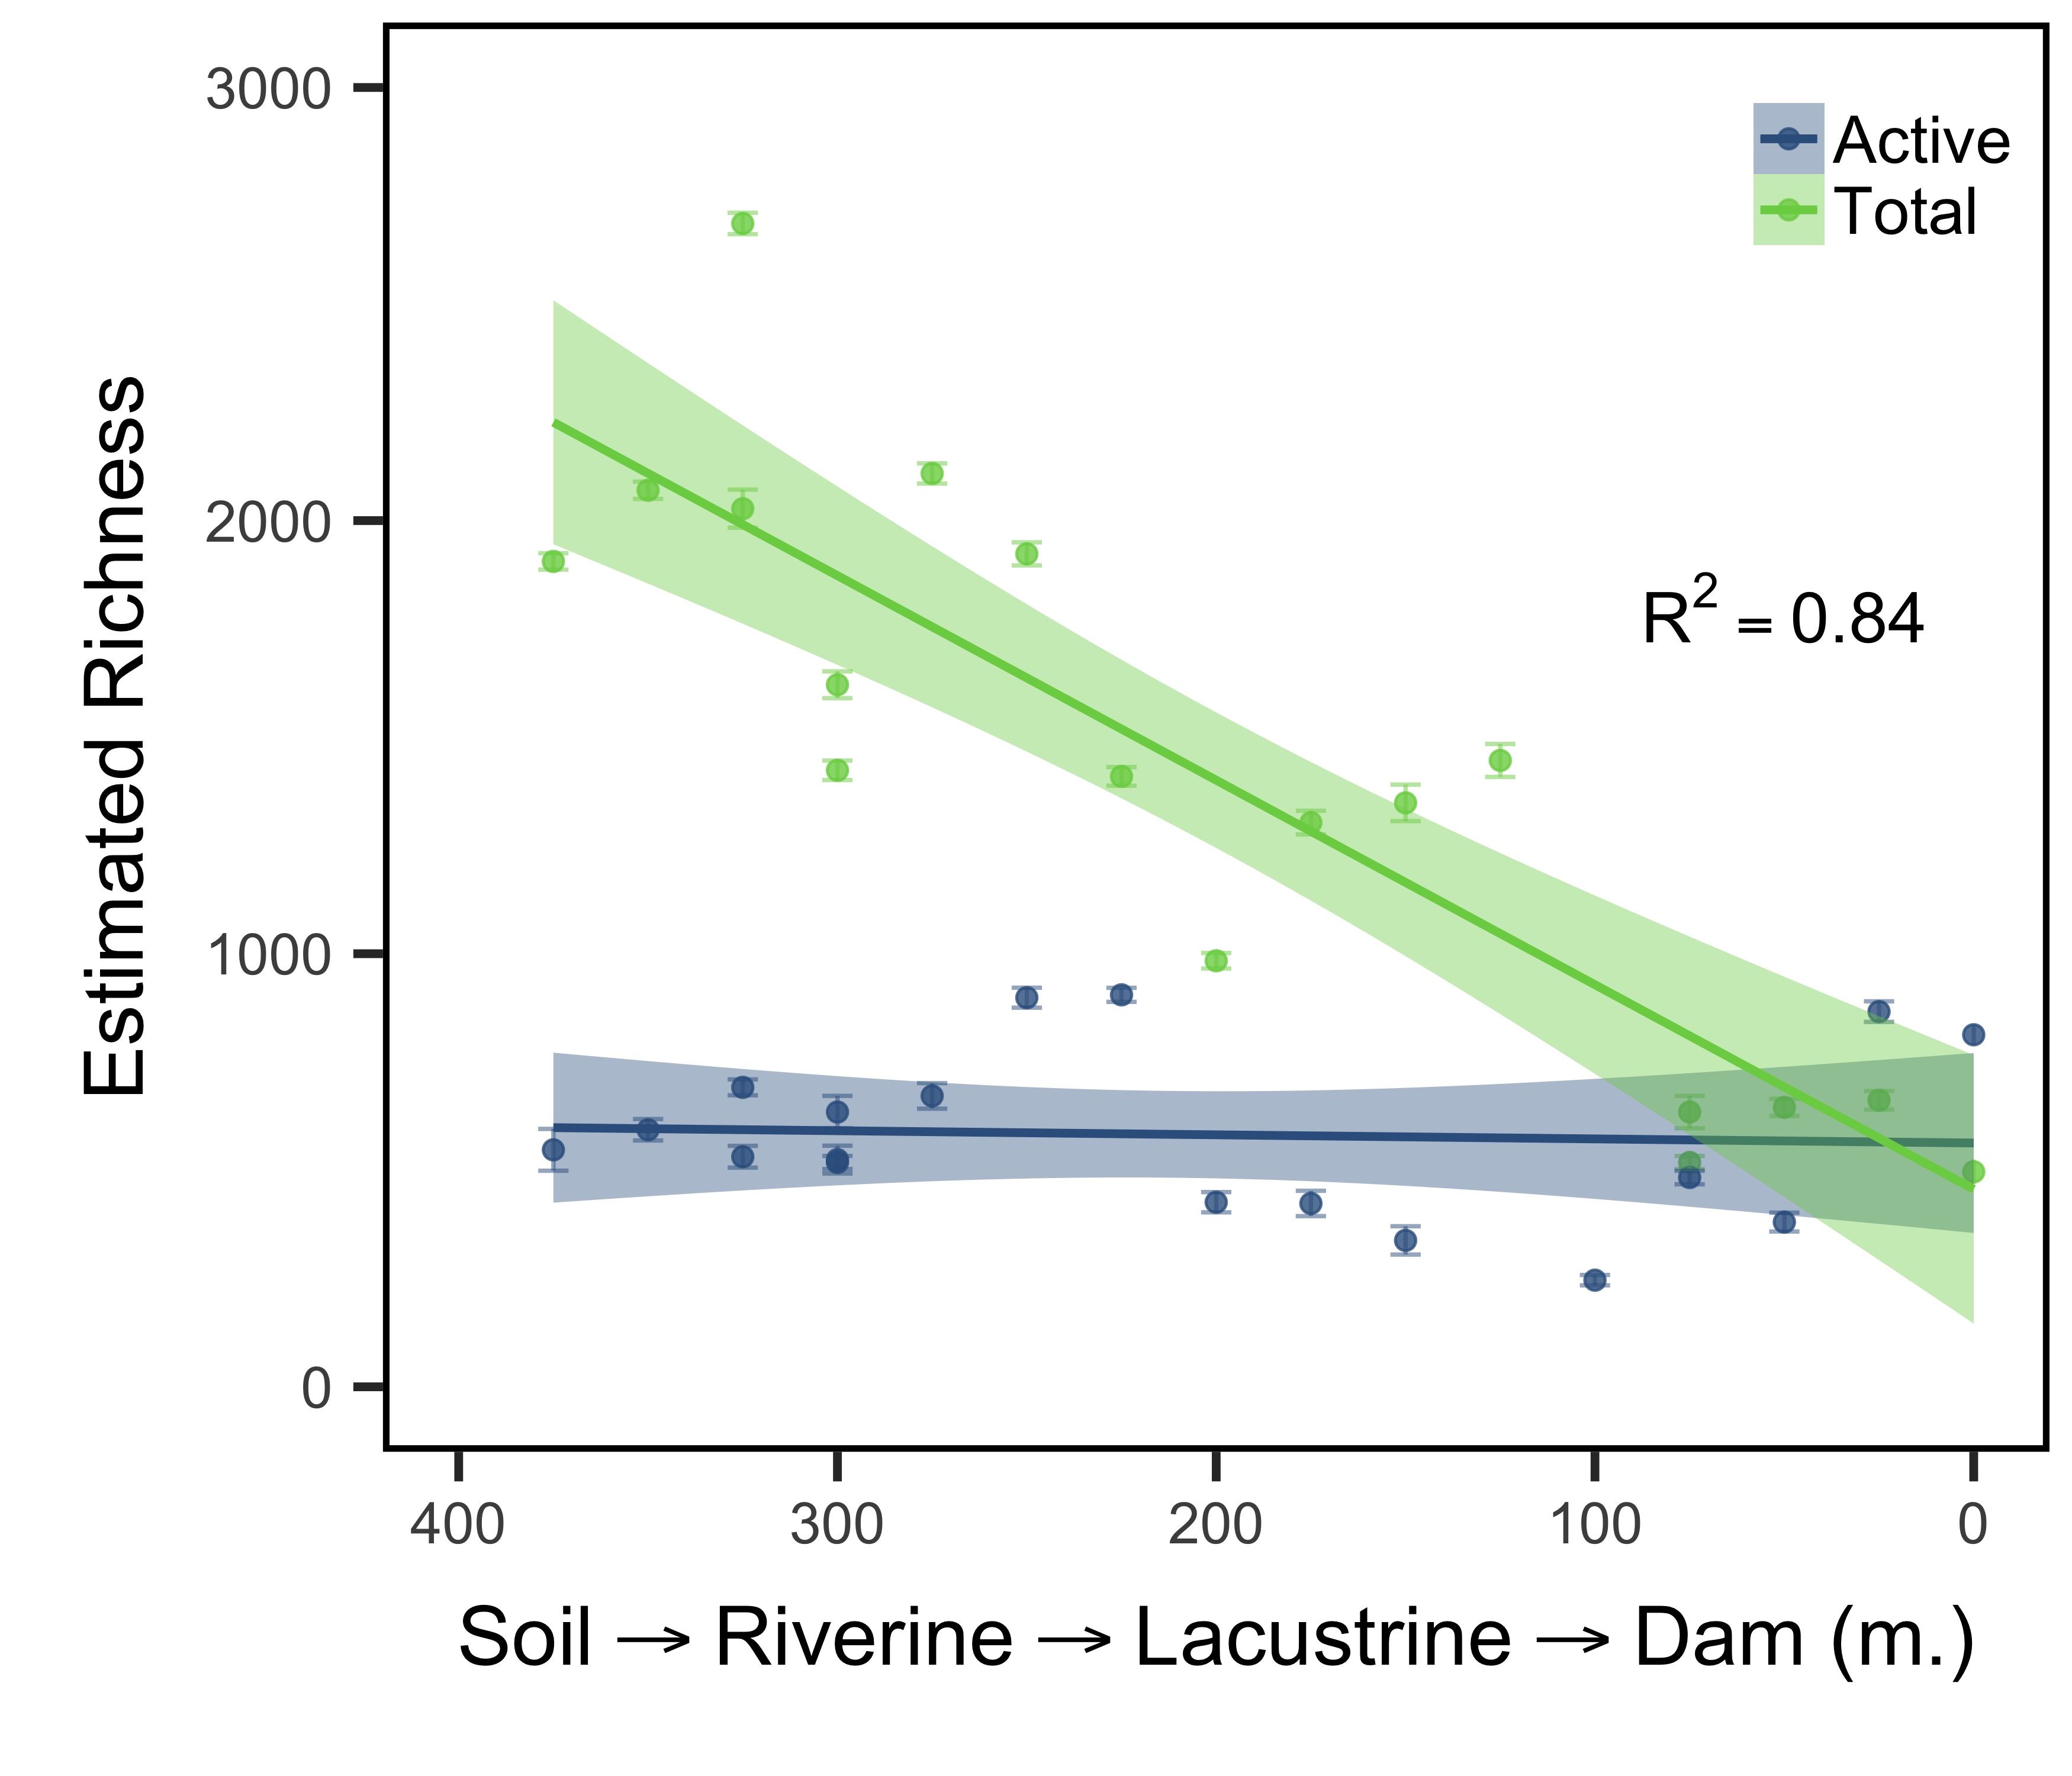 3000
2000
1000
0
Estimated Richness
Active
Total
R² = 0.84
400 300 200 100 0
Soil → Riverine → Lacustrine → Dam (m.)